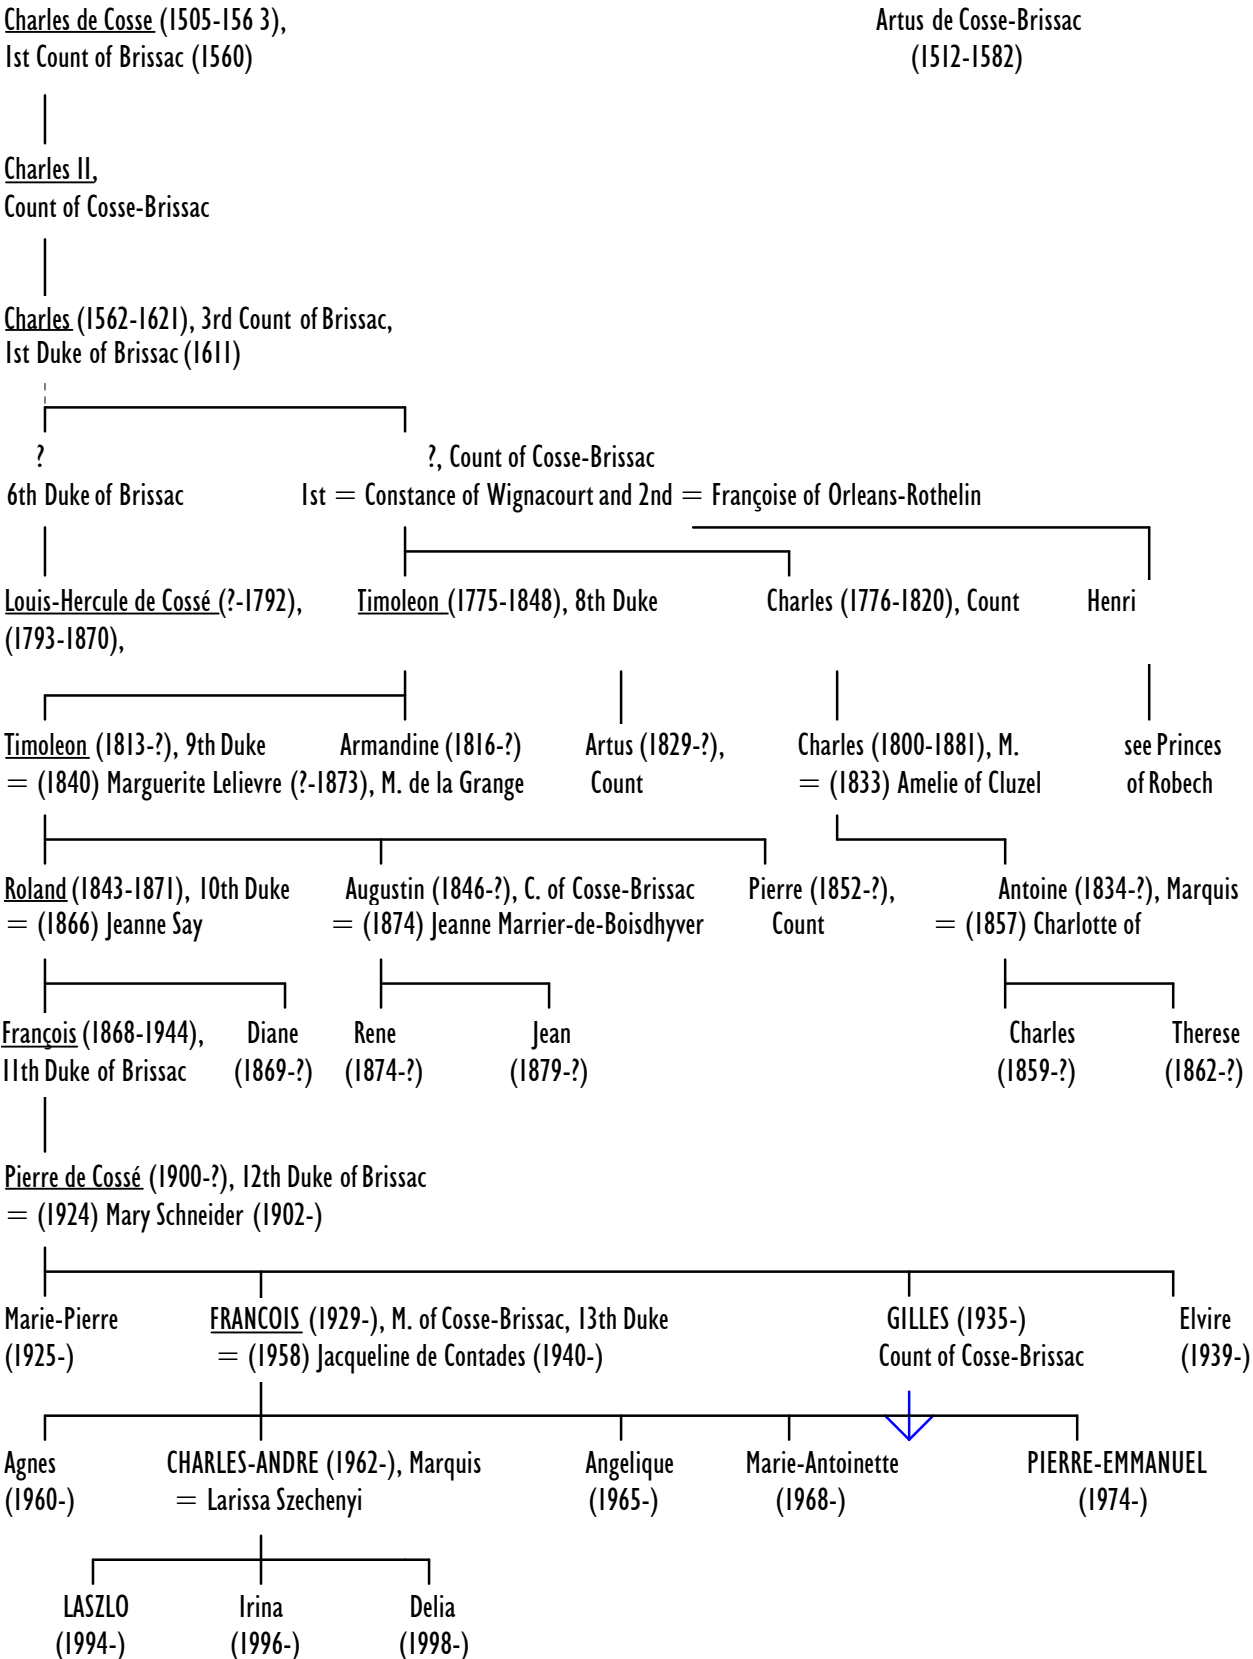 Charles de Cosse (1505-156 3), Artus de Cosse-Brissac
1st Count of Brissac (1560) (1512-1582)
Charles II,
Count of Cosse-Brissac
Charles (1562-1621), 3rd Count of Brissac,
1st Duke of Brissac (1611)
? ?, Count of Cosse-Brissac
6th Duke of Brissac 1st = Constance of Wignacourt and 2nd = Françoise of Orleans-Rothelin
Louis-Hercule de Cossé (?-1792), Timoleon (1775-1848), 8th Duke Charles (1776-1820), Count Henri
(1793-1870),
Timoleon (1813-?), 9th Duke Armandine (1816-?) Artus (1829-?), Charles (1800-1881), M. see Princes
= (1840) Marguerite Lelievre (?-1873), M. de la Grange Count = (1833) Amelie of Cluzel of Robech
Roland (1843-1871), 10th Duke Augustin (1846-?), C. of Cosse-Brissac Pierre (1852-?), Antoine (1834-?), Marquis
= (1866) Jeanne Say = (1874) Jeanne Marrier-de-Boisdhyver Count = (1857) Charlotte of
François (1868-1944), Diane Rene Jean Charles Therese
11th Duke of Brissac (1869-?) (1874-?) (1879-?) (1859-?) (1862-?)
Pierre de Cossé (1900-?), 12th Duke of Brissac
= (1924) Mary Schneider (1902-)
Marie-Pierre FRANCOIS (1929-), M. of Cosse-Brissac, 13th Duke GILLES (1935-) Elvire
(1925-) = (1958) Jacqueline de Contades (1940-) Count of Cosse-Brissac (1939-)
Agnes CHARLES-ANDRE (1962-), Marquis Angelique Marie-Antoinette PIERRE-EMMANUEL
(1960-) = Larissa Szechenyi (1965-) (1968-) (1974-)
LASZLO Irina Delia
(1994-) (1996-) (1998-)